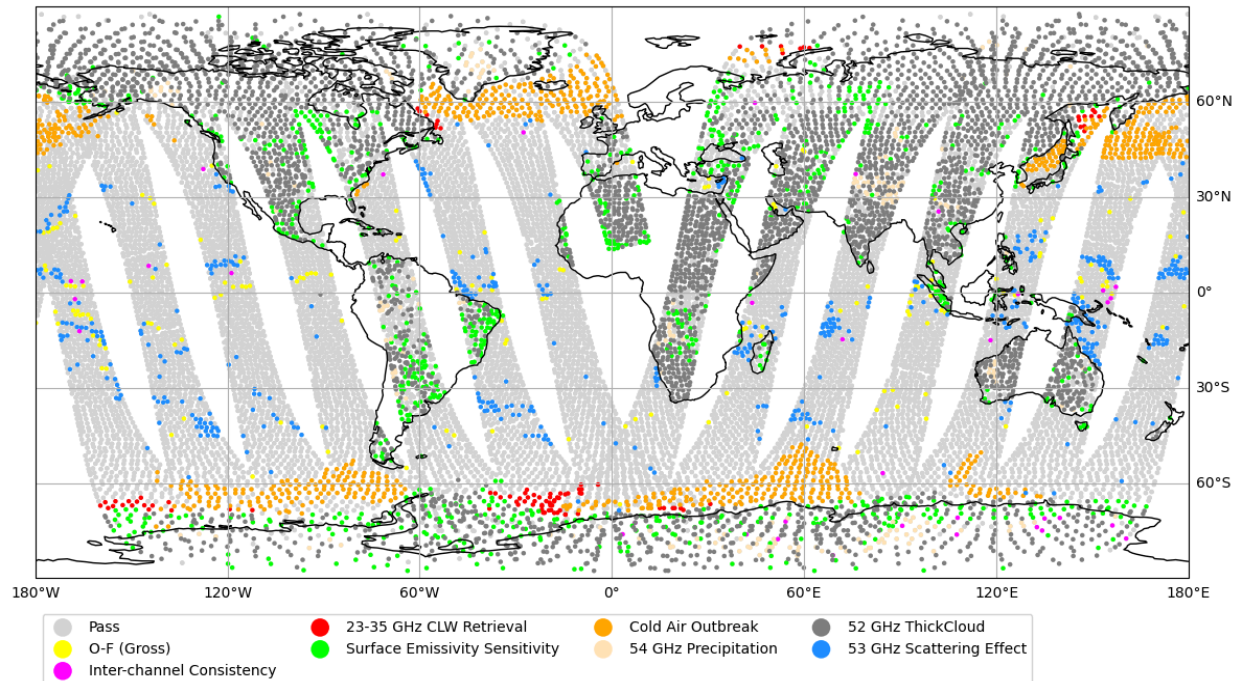 60°N
30°N
0°
30°S
60°S
180°W 120°W 60°W 0° 60°E 120°E 180°E
Pass 23-35 GHz CLW Retrieval Cold Air Outbreak 52 GHz ThickCloud
O-F (Gross) Surface Emissivity Sensitivity 54 GHz Precipitation 53 GHz Scattering Effect
Inter-channel Consistency